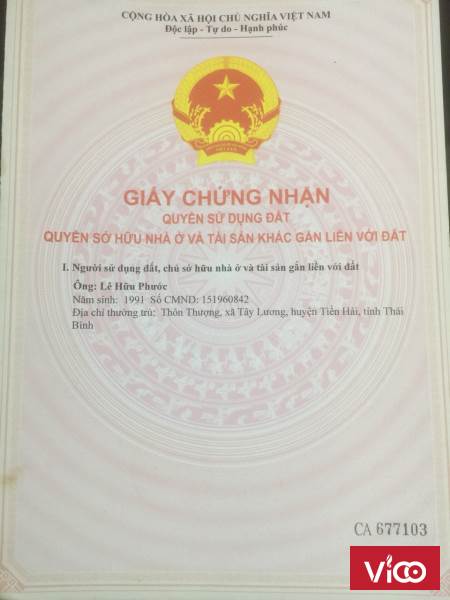 CỘNG HÒA XÃ HỘI CHỦ NGHĨA VIỆT NAM
Độc lập - Tự do - Hạnh phúc
GIẤY CHỨNG NHẬN
QUYỀN SỬ DỤNG ĐẤT
QUYỀN SỞ HỮU NHÀ Ở VÀ TÀI SẢN KHÁC GẮN LIỀN VỚI ĐẤT
I. Người sử dụng đất, chủ sở hữu nhà ở và tài sản gắn liền với đất
Ông: Lê Hữu Phước
Năm sinh: 1991 Số CMND: 151960842
Địa chỉ thường trú: Thôn Thượng, xã Tây Lương, huyện Tiền Hải, tỉnh Thái
Bình
CA 677103
Vicoo